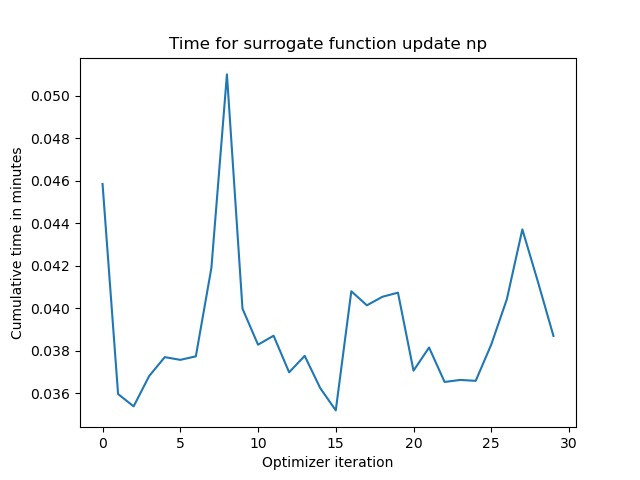 Time for surrogate function update np
Cumulative time in minutes
0.050
0.048
0.046
0.044
0.042
0.040
0.038
0.036
0 5 10 15 20 25 30
Optimizer iteration